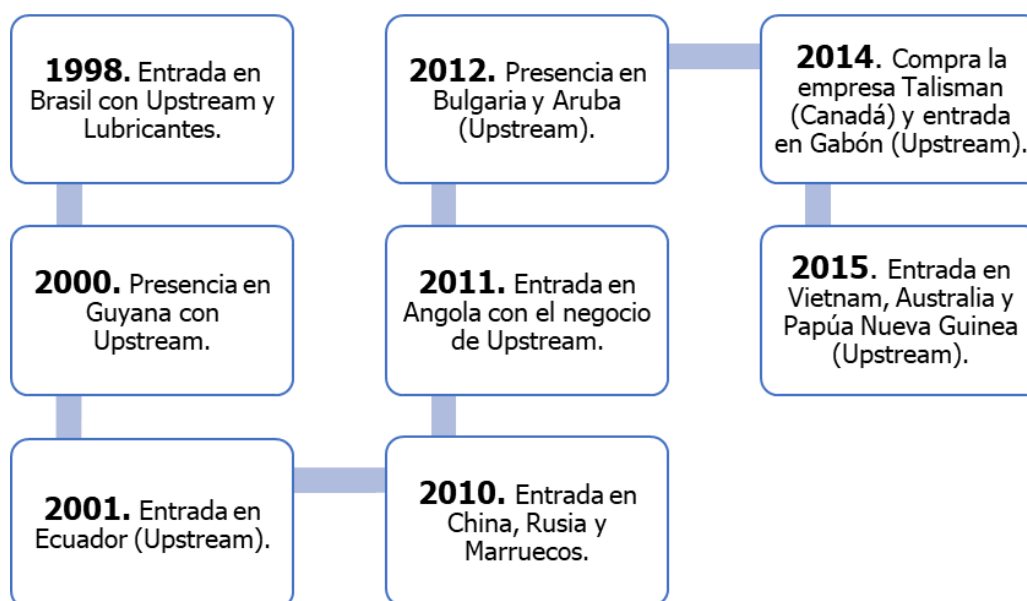 1998. Entrada en
Brasil con Upstream y
Lubricantes.
2000. Presencia en
Guyana con
Upstream.
2001. Entrada en
Ecuador (Upstream).
2010. Entrada en
China, Rusia y
Marruecos.
2011. Entrada en
Angola con el negocio
de Upstream.
2012. Presencia en
Bulgaria y Aruba
(Upstream).
2014. Compra la
empresa Talisman
(Canadá) y entrada
en Gabón (Upstream).
2015. Entrada en
Vietnam, Australia y
Papúa Nueva Guinea
(Upstream).